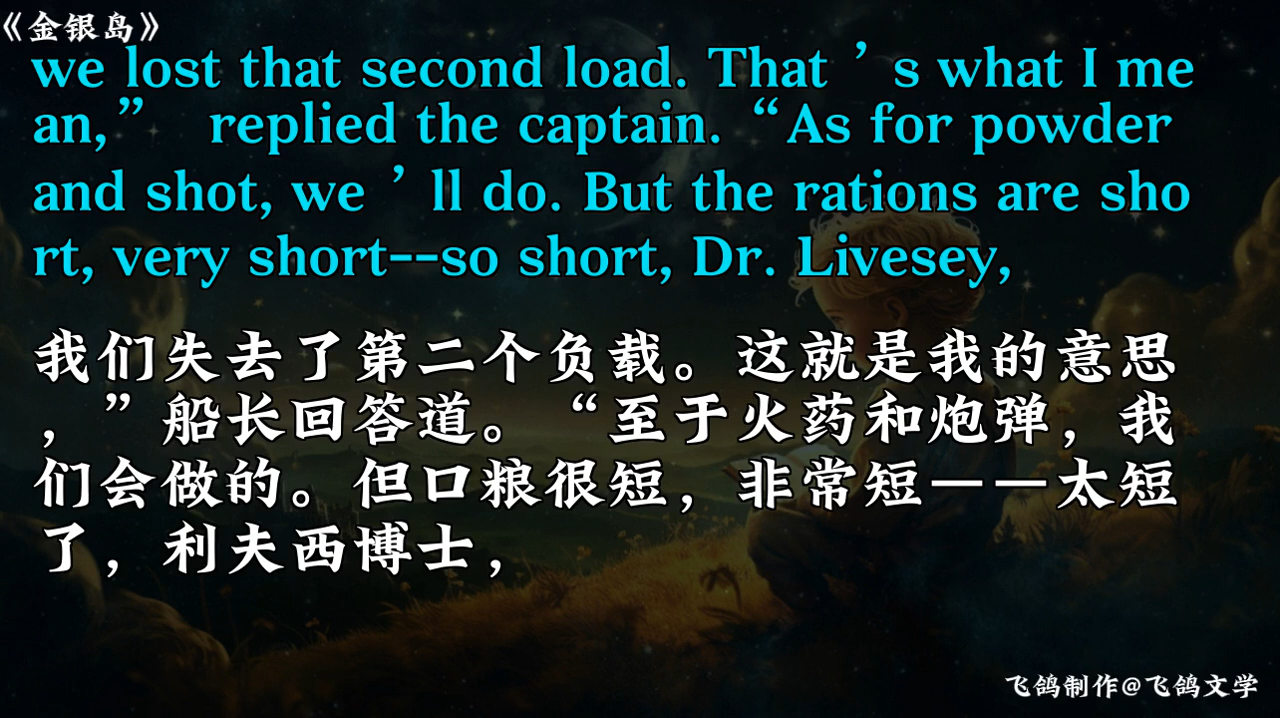 《金银岛》
we lost that second load. That ’ s what I me
an,” replied the captain. “As for powder
and shot, we ’ ll do. But the rations are sho
rt, very short--so short, Dr. Livesey,
我们失去了第二个负载。这就是我的意思
，”船长回答道。 “至于火药和炮弹，我
们会做的。但口粮很短，非常短——太短
了，利夫西博士，
飞鸽制作@飞鸽文学